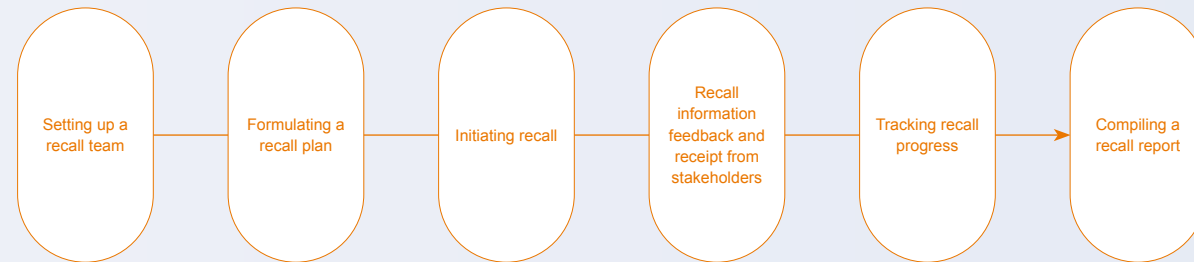 Setting up a
recall team
Formulating a
recall plan
Initiating recall
Recall
information
feedback and
receipt from
stakeholders
Tracking recall
progress
Compiling a
recall report